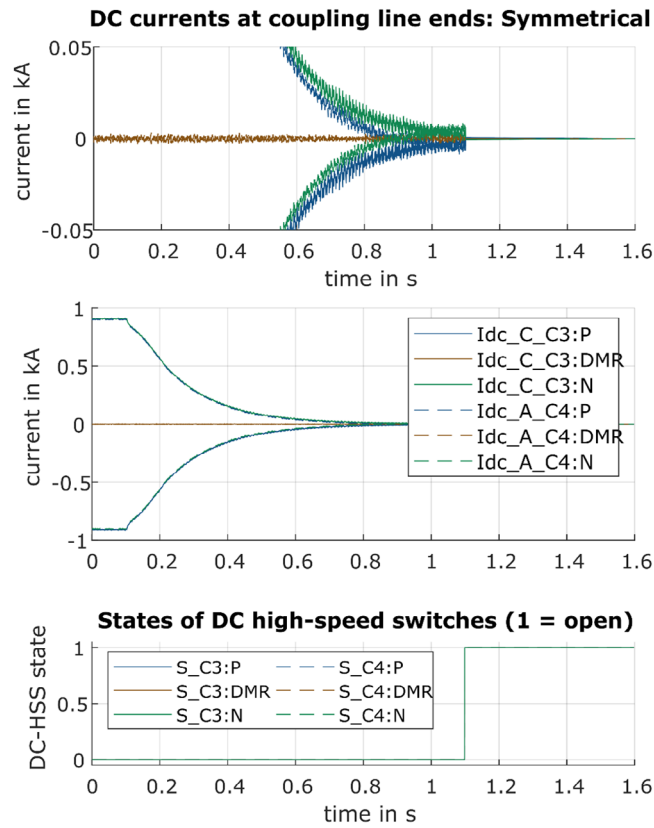 DC currents at coupling line ends: Symmetrical
0.05
0
-0.05
current in kA
0 0.2 0.4 0.6 0.8 1 1.2 1.4 1.6
time in s
1
0.5
0
-0.5
-1
current in kA
Idc_C_C3:P
Idc_C_C3:DMR
Idc_C_C3:N
Idc_A_C4:P
Idc_A_C4:DMR
Idc_A_C4:N
0 0.2 0.4 0.6 0.8 1 1.2 1.4 1.6
time in s
States of DC high-speed switches (1 = open)
1
0.5
0
DC-HSS state
S_C3:P S_C4:P
S_C3:DMR S_C4:DMR
S_C3:N S_C4:N
0 0.2 0.4 0.6 0.8 1 1.2 1.4 1.6
time in s